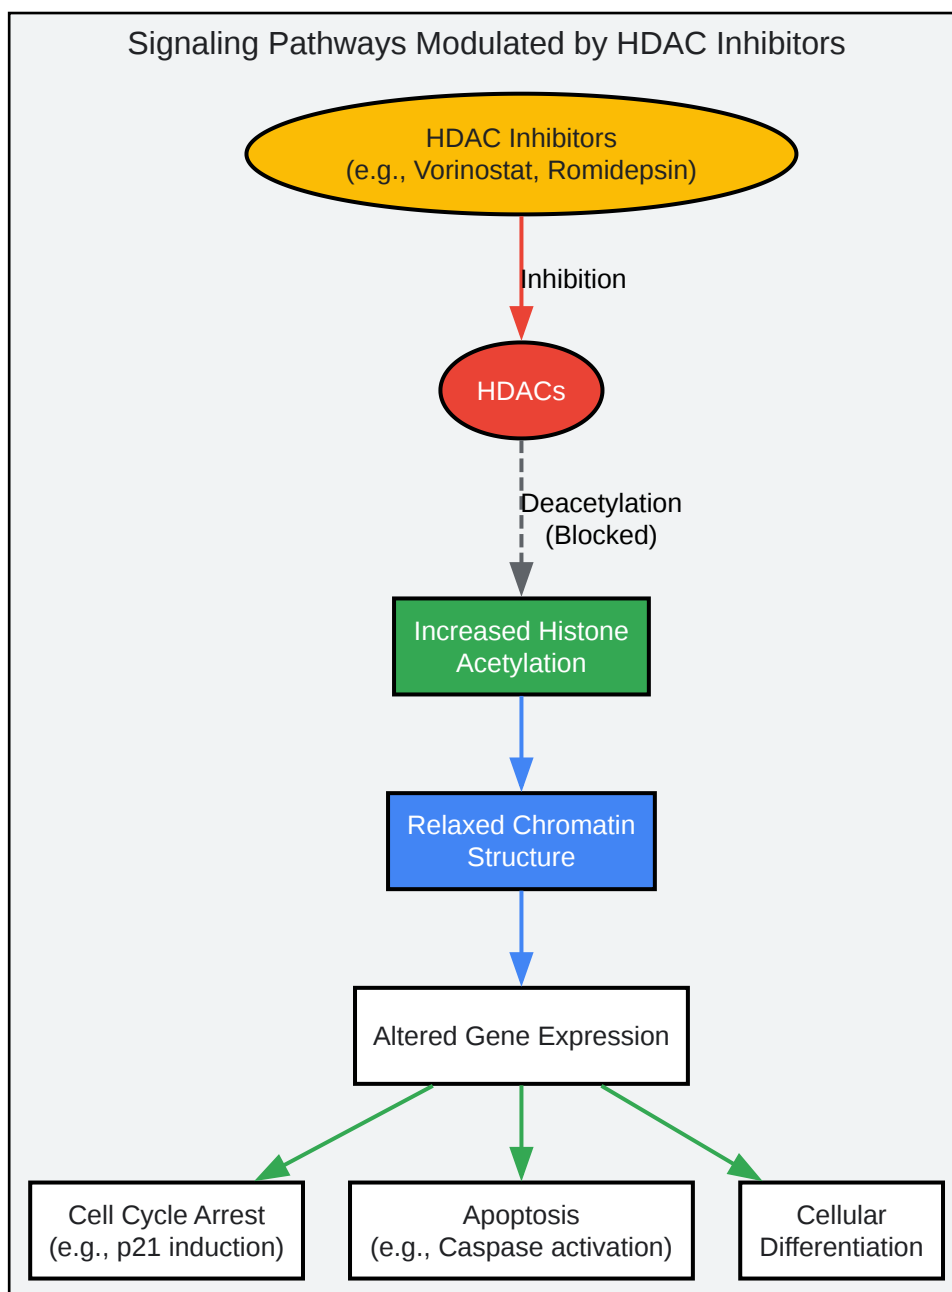 Signaling Pathways Modulated by HDAC Inhibitors
HDAC Inhibitors
(e.g., Vorinostat, Romidepsin)
Inhibition
HDACs
Deacetylation
(Blocked)
Increased Histone
Acetylation
Relaxed Chromatin
Structure
Altered Gene Expression
Cell Cycle Arrest
(e.g., p21 induction)
Apoptosis
(e.g., Caspase activation)
Cellular
Differentiation